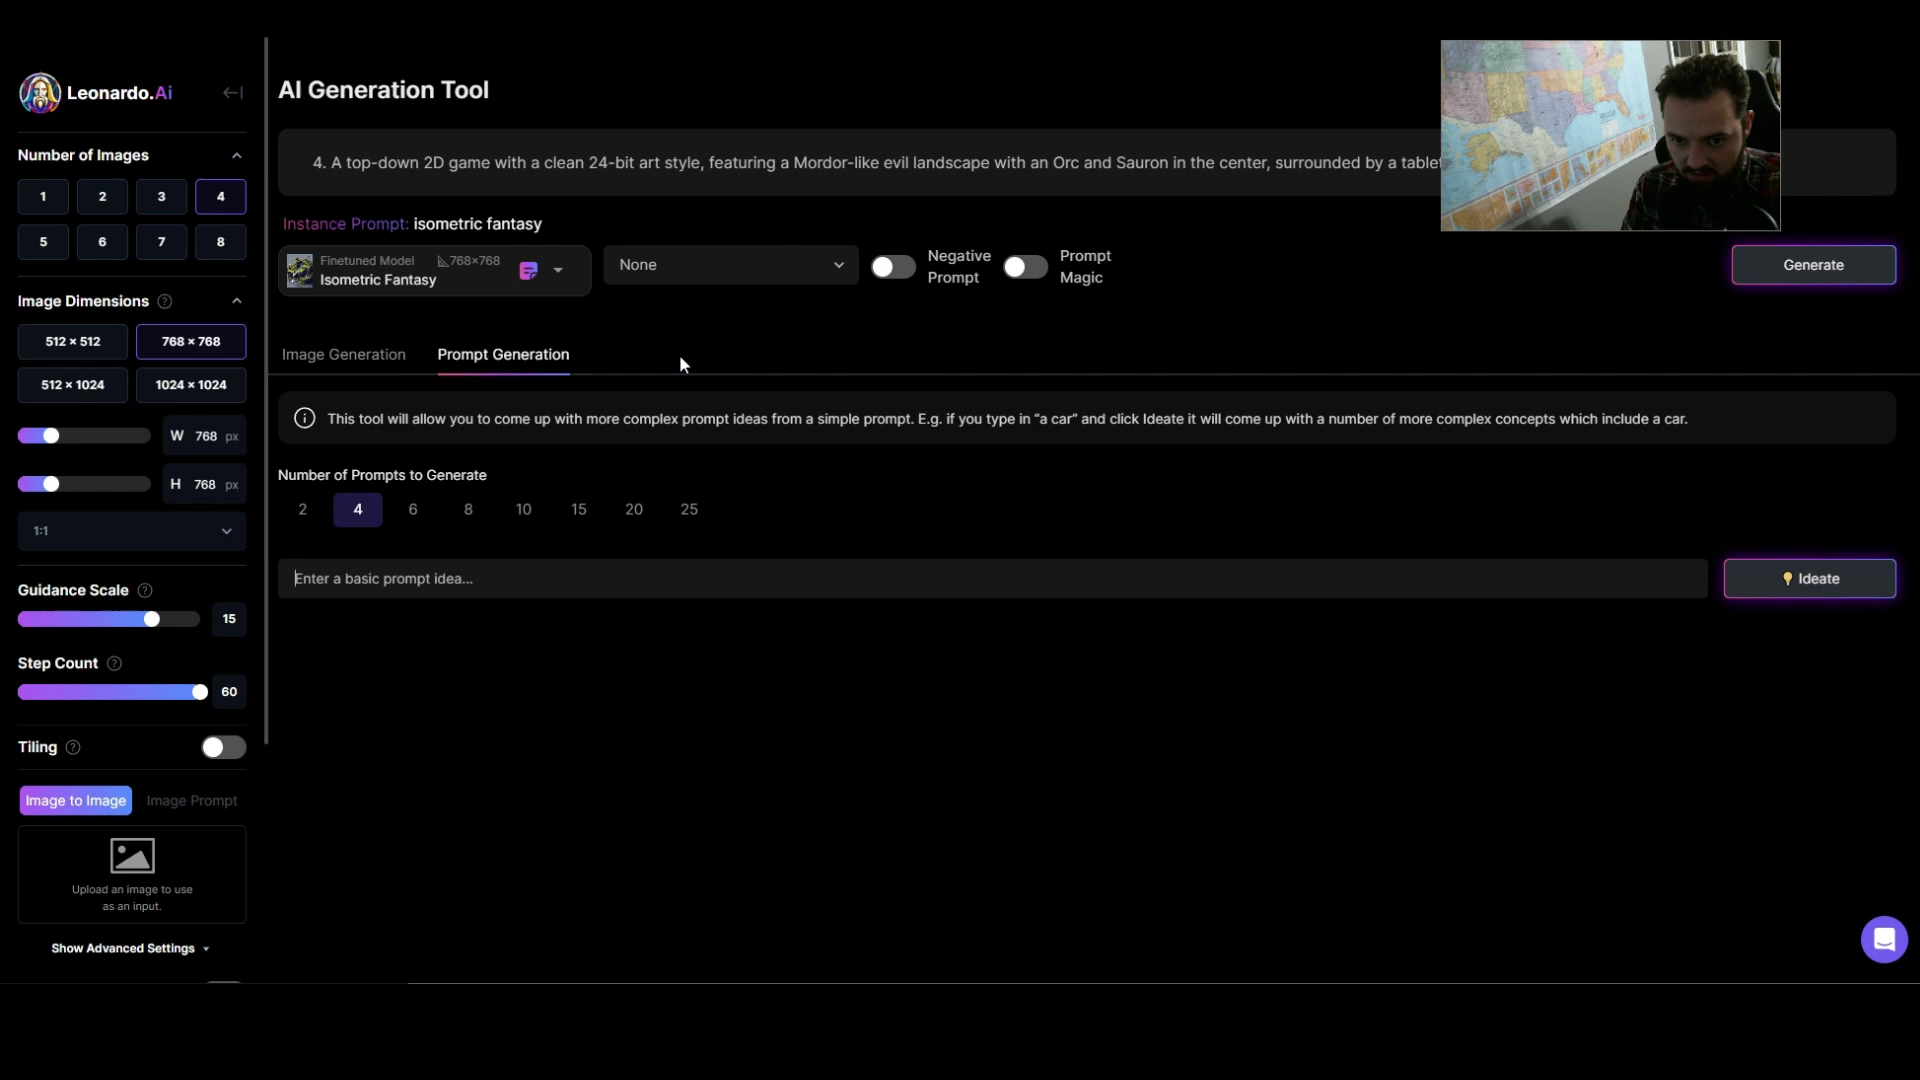 Leonardo.Ai
Number of Images
1 2 3 4
5 6 7 8
Image Dimensions
512 × 512 768 × 768
512 × 1024 1024 × 1024
W 768 px
H 768 px
1:1
Guidance Scale
15
Step Count
60
Tiling
Image to Image Image Prompt
Upload an image to use
as an input.
Show Advanced Settings
AI Generation Tool
4. A top-down 2D game with a clean 24-bit art style, featuring a Mordor-like evil landscape with an Orc and Sauron in the center, surrounded by a tablet
Instance Prompt: isometric fantasy
Finetuned Model 768×768
Isometric Fantasy
None
Negative
Prompt
Prompt
Magic
Generate
Image Generation Prompt Generation
This tool will allow you to come up with more complex prompt ideas from a simple prompt. E.g. if you type in “a car” and click Ideate it will come up with a number of more complex concepts which include a car.
Number of Prompts to Generate
2 4 6 8 10 15 20 25
Enter a basic prompt idea...
Ideate